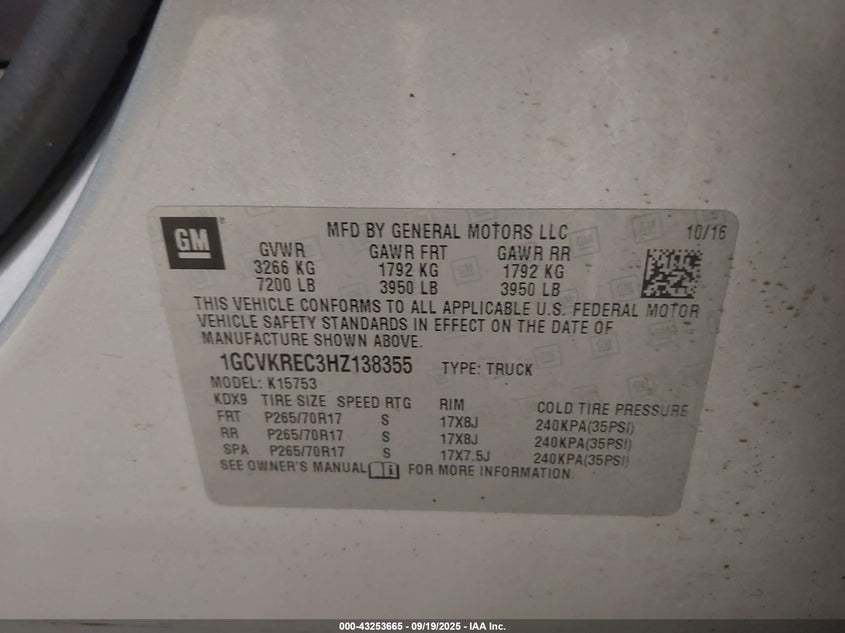 GM ®
MFD BY GENERAL MOTORS LLC 10/16
GVWR GAWR FRT GAWR RR
3266 KG 1792 KG 1792 KG
7200 LB 3950 LB 3950 LB
THIS VEHICLE CONFORMS TO ALL APPLICABLE U.S. FEDERAL MOTOR
VEHICLE SAFETY STANDARDS IN EFFECT ON THE DATE OF
MANUFACTURE SHOWN ABOVE.
1GCVKREC3HZ138355 TYPE: TRUCK
MODEL: K15753
KDX9 TIRE SIZE SPEED RTG RIM COLD TIRE PRESSURE
FRT P265/70R17 S 17X8J 240KPA(35PSI)
RR P265/70R17 S 17X8J 240KPA(35PSI)
SPA P265/70R17 S 17X7.5J 240KPA(35PSI)
SEE OWNER'S MANUAL FOR MORE INFORMATION.
000-43253665 - 09/19/2025 - IAA Inc.